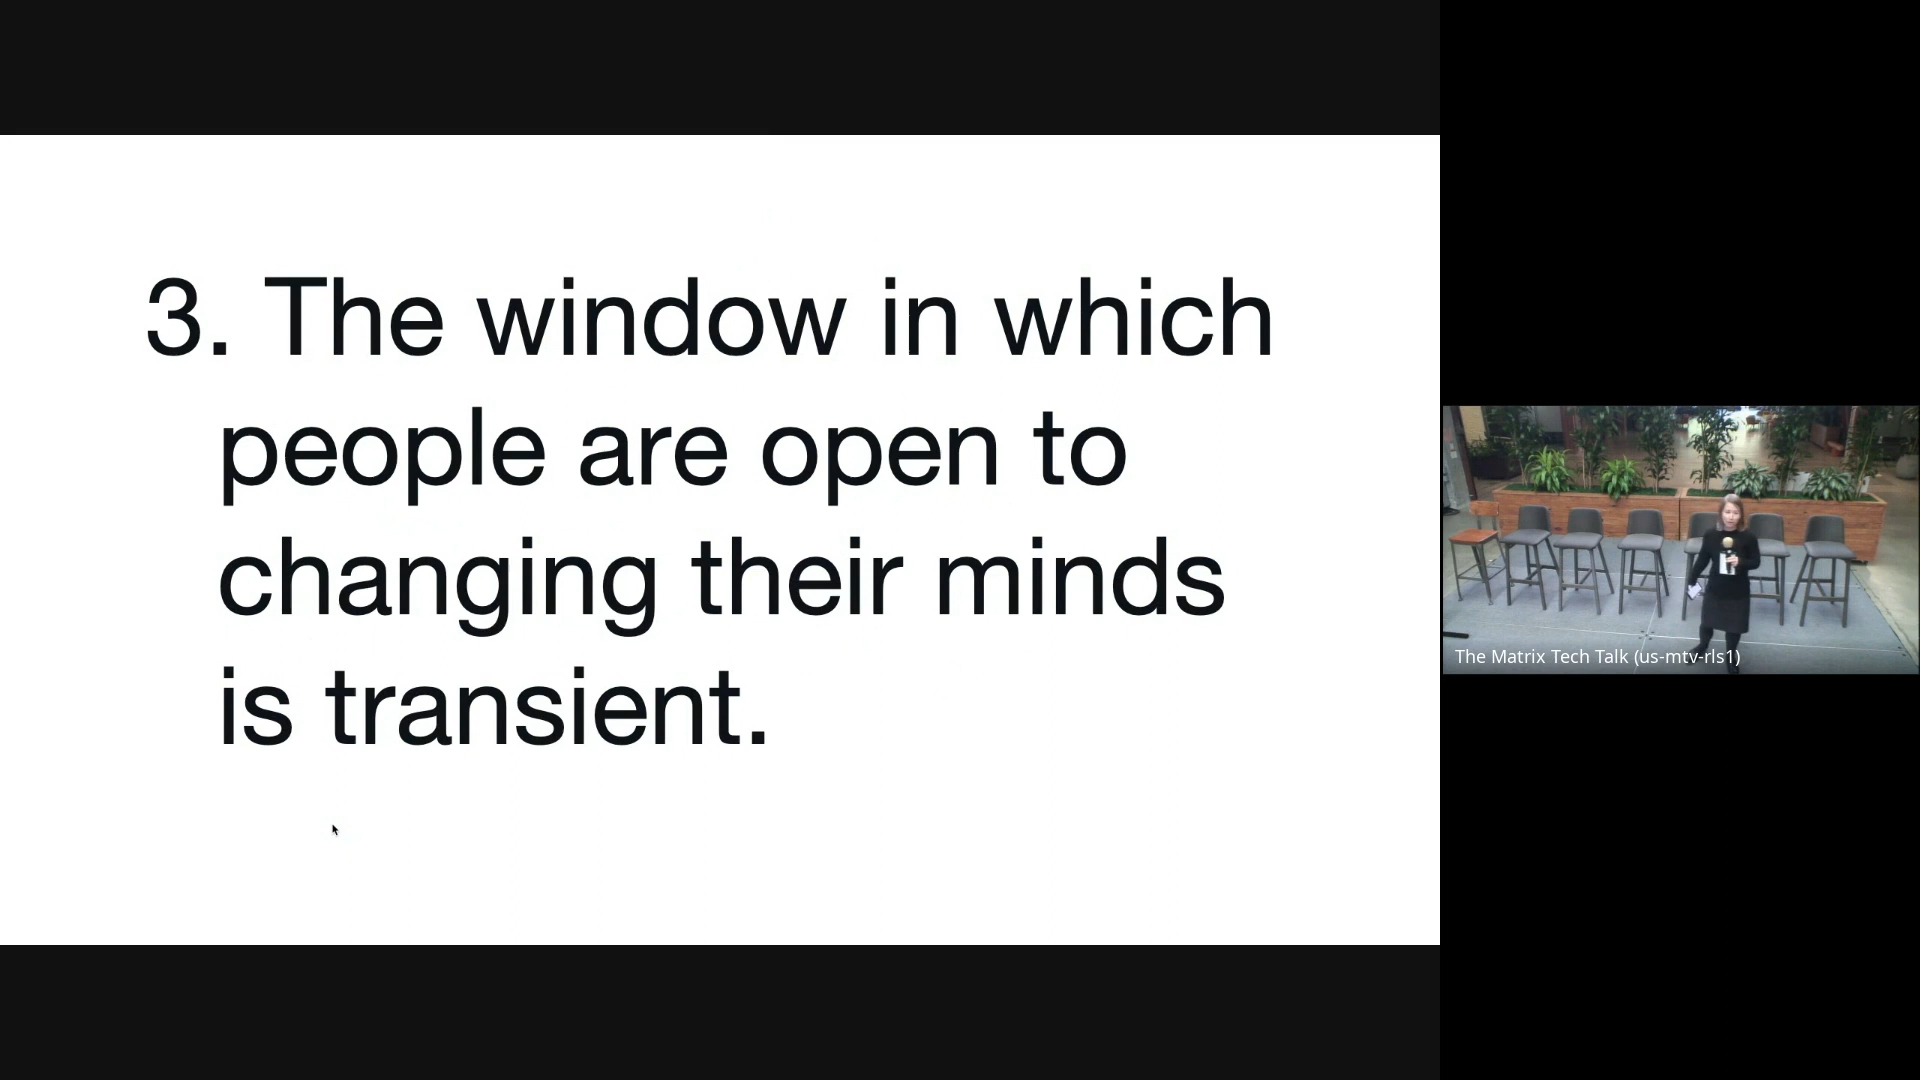 3. The window in which
people are open to
changing their minds
is transient.
The Matrix Tech Talk (us-mtv-rls1)